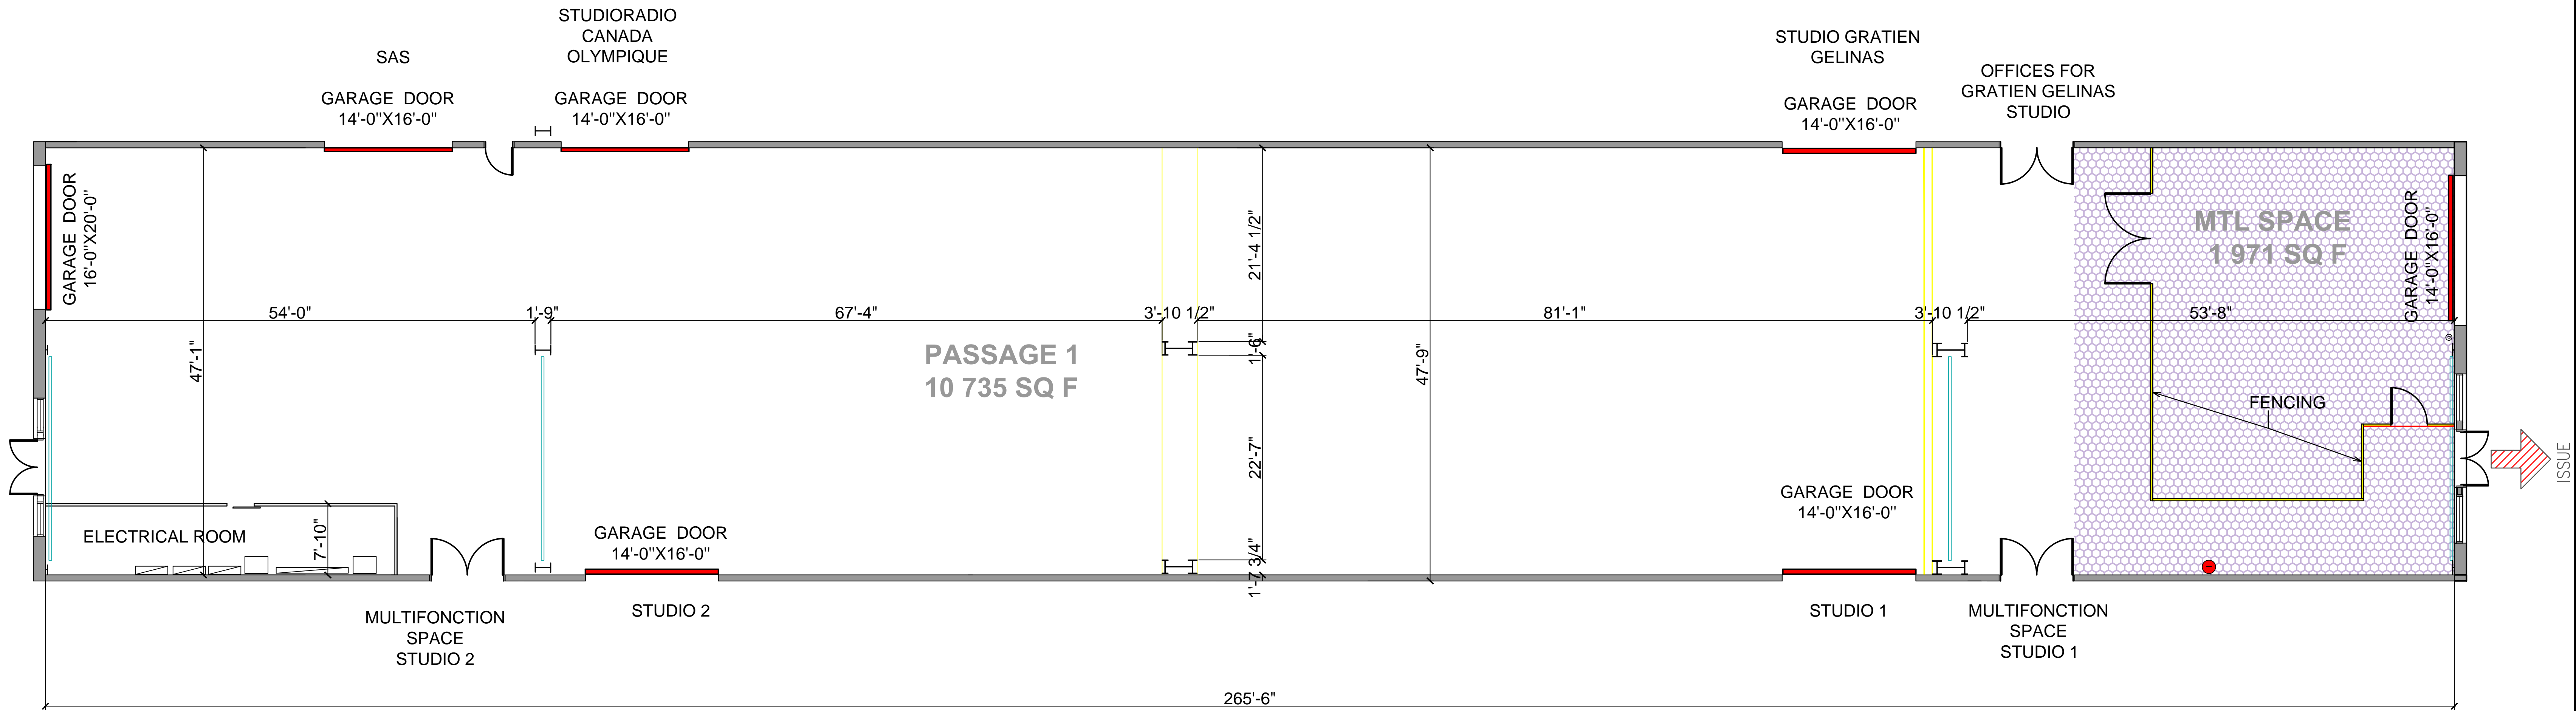 SAS
GARAGE DOOR
14'-0"X16'-0"
STUDIORADIO
CANADA
OLYMPIQUE
GARAGE DOOR
14'-0"X16'-0"
STUDIO GRATIEN
GELINAS
GARAGE DOOR
14'-0"X16'-0"
OFFICES FOR
GRATIEN GELINAS
STUDIO
GARAGE DOOR
16'-0"X20'-0"
47'-1"
54'-0"
1'-9"
67'-4"
3'-10 1/2"
21'-4 1/2"
1'-6"
22'-7"
1'-7 3/4"
47'-9"
81'-1"
3'-10 1/2"
53'-8"
PASSAGE 1
10 735 SQ F
MTL SPACE
1 971 SQ F
GARAGE DOOR
14'-0"X16'-0"
FENCING
ISSUE
ELECTRICAL ROOM
7'-10"
GARAGE DOOR
14'-0"X16'-0"
GARAGE DOOR
14'-0"X16'-0"
MULTIFONCTION
SPACE
STUDIO 2
STUDIO 2
STUDIO 1
MULTIFONCTION
SPACE
STUDIO 1
265'-6"